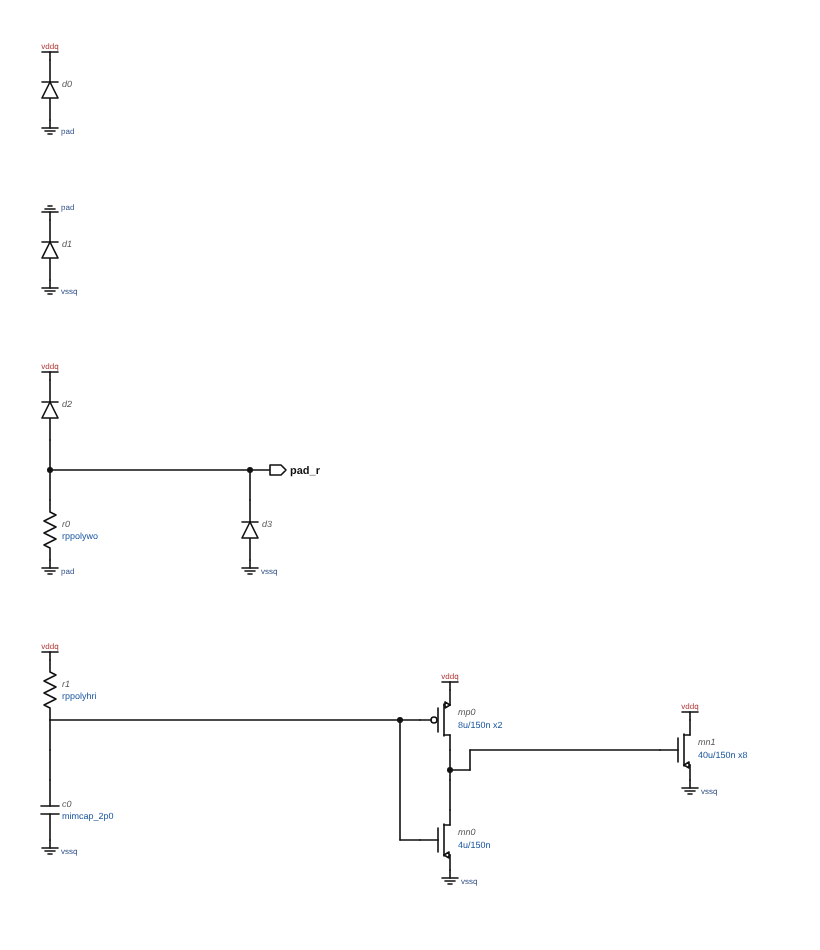 vddq
d0
pad
pad
d1
vssq
vddq
d2
pad_r
r0
rppolywo
d3
pad
vssq
vddq
r1
rppolyhri
vddq
mp0
8u/150n x2
vddq
mn1
40u/150n x8
vssq
c0
mimcap_2p0
vssq
mn0
4u/150n
vssq